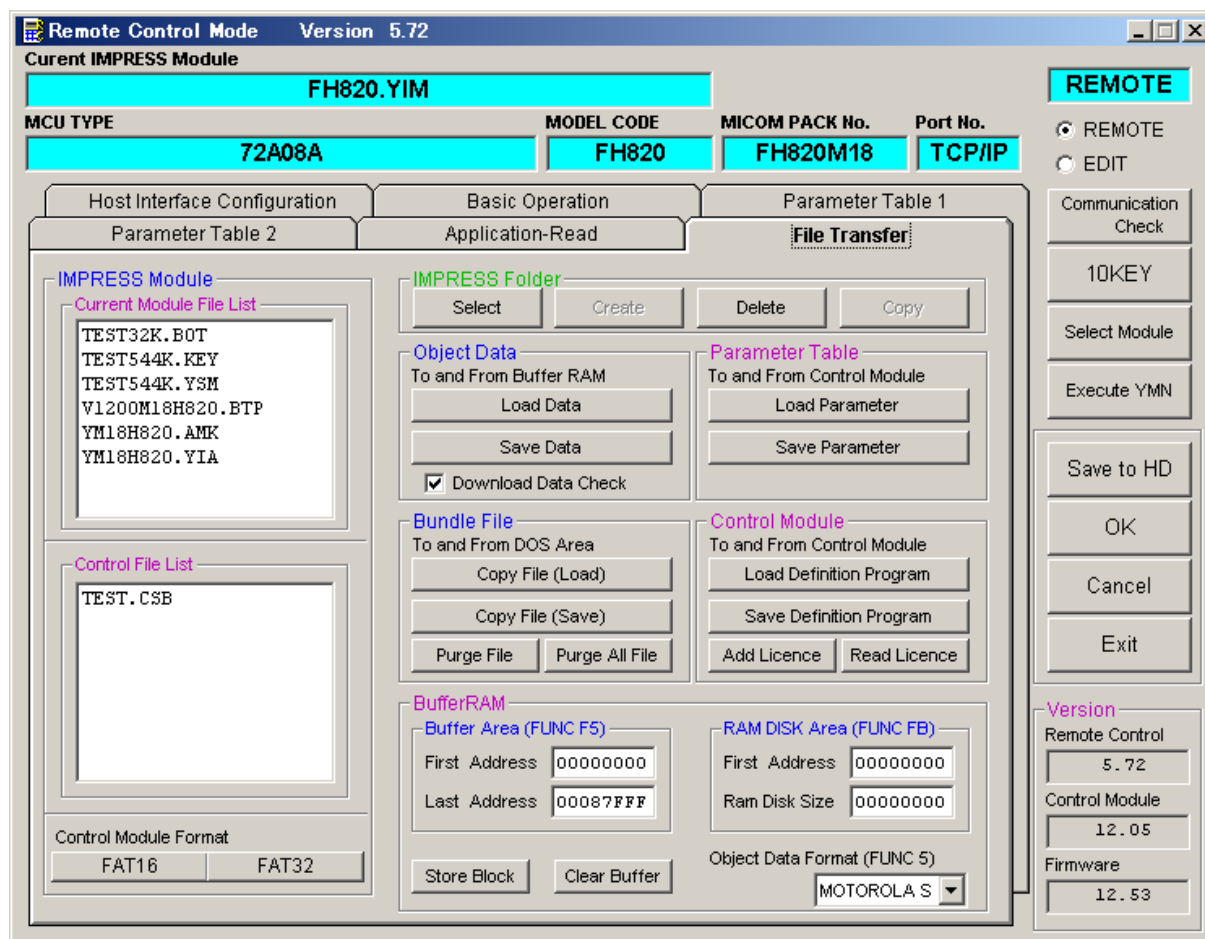 Remote Control Mode Version 5.72
Curent IMPRESS Module
FH820.YIM
REMOTE
MCU TYPE
MODEL CODE
MICOM PACK No.
Port No.
72A08A
FH820
FH820M18
TCP/IP
REMOTE
EDIT
Host Interface Configuration
Basic Operation
Parameter Table 1
Parameter Table 2
Application-Read
File Transfer
IMPRESS Module
Current Module File List
TEST32K.BOT
TEST544K.KEY
TEST544K.YSM
V1200M18H820.BTP
YM18H820.AMK
YM18H820.YIA
Control File List
TEST.CSB
Control Module Format
FAT16
FAT32
IMPRESS Folder
Select
Create
Delete
Copy
Object Data
To and From Buffer RAM
Load Data
Save Data
Download Data Check
Parameter Table
To and From Control Module
Load Parameter
Save Parameter
Bundle File
To and From DOS Area
Copy File (Load)
Copy File (Save)
Purge File
Purge All File
Control Module
To and From Control Module
Load Definition Program
Save Definition Program
Add Licence
Read Licence
BufferRAM
Buffer Area (FUNC F5)
First Address 00000000
Last Address 00087FFF
RAM DISK Area (FUNC FB)
First Address 00000000
Ram Disk Size 00000000
Store Block
Clear Buffer
Object Data Format (FUNC 5)
MOTOROLA S
Communication
Check
10KEY
Select Module
Execute YMN
Save to HD
OK
Cancel
Exit
Version
Remote Control
5.72
Control Module
12.05
Firmware
12.53